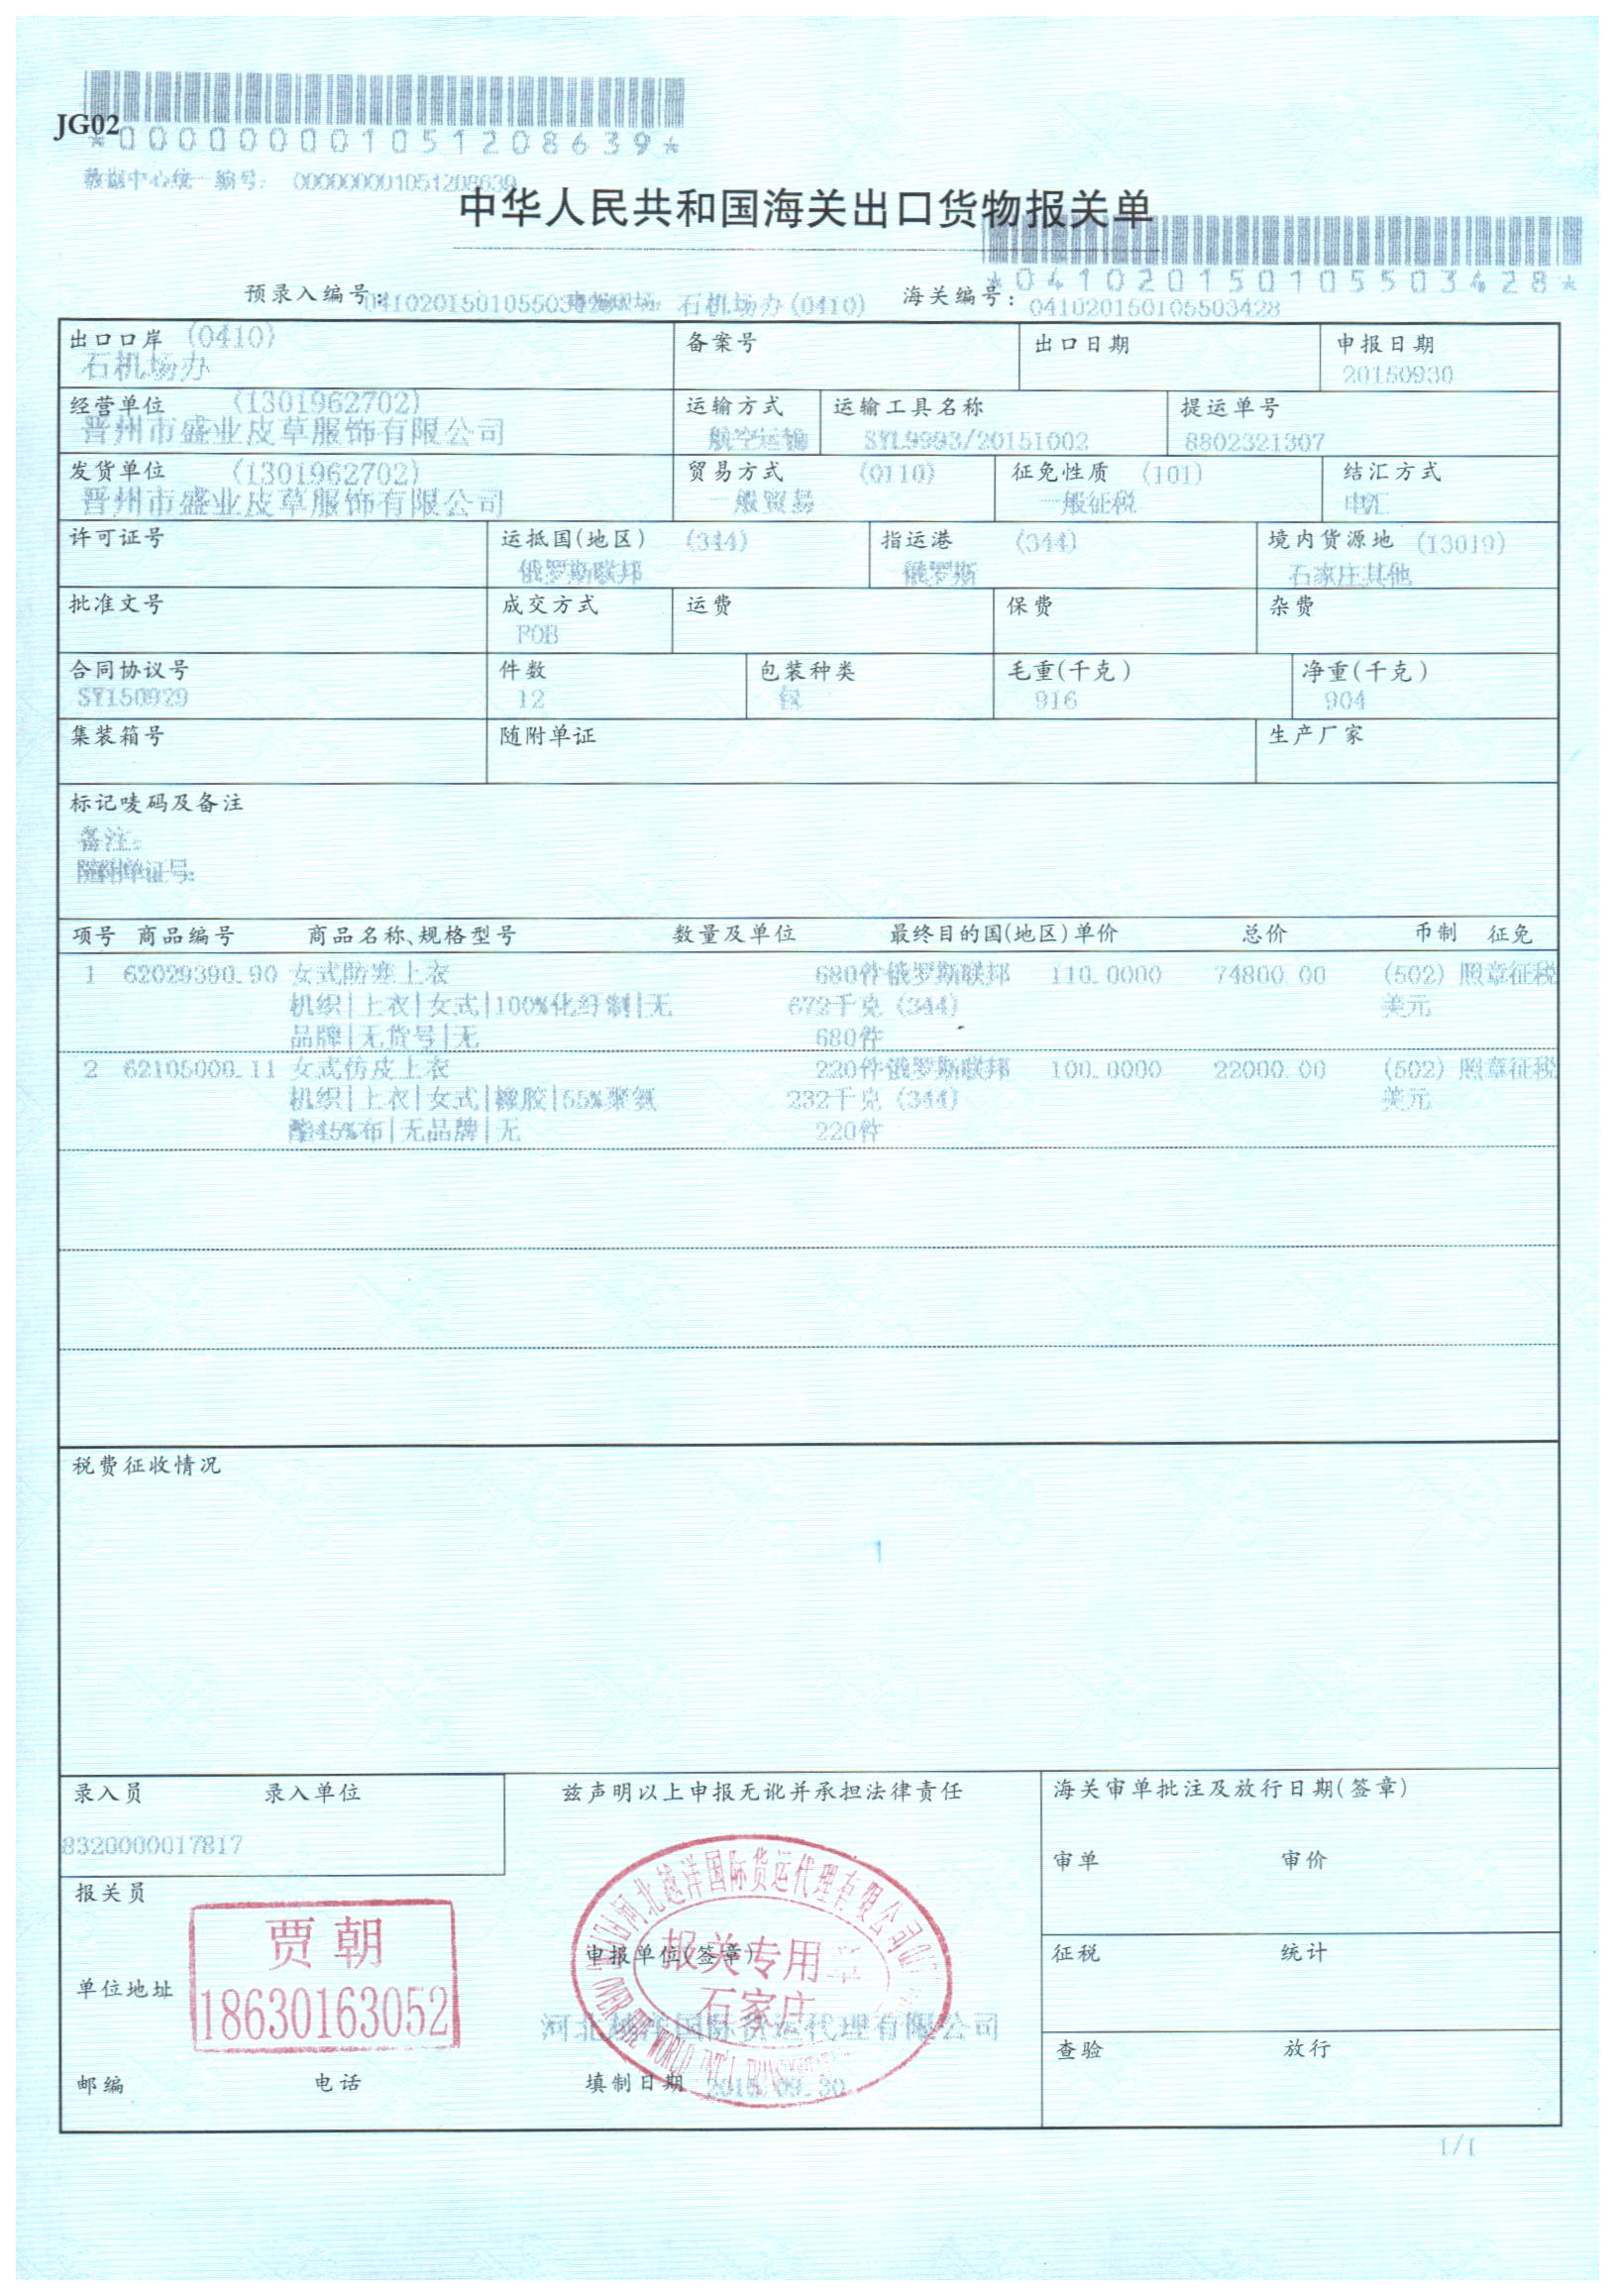 JG02
*000000001051208639*
数据中心统一编号: 000000001051208639
中华人民共和国海关出口货物报关单
*041020150105503428*
预录入编号: 041020150105503428 申报现场: 石机场办(0410) 海关编号: 041020150105503428
出口口岸 (0410) 备案号 出口日期 申报日期
石机场办 20150930
经营单位 (1301962702) 运输方式 运输工具名称 提运单号
晋州市盛业皮草服饰有限公司 航空运输 SYL9993/20151002 8802321307
发货单位 (1301962702) 贸易方式 (0110) 征免性质 (101) 结汇方式
晋州市盛业皮草服饰有限公司 一般贸易 一般征税 电汇
许可证号 运抵国(地区) (344) 指运港 (344) 境内货源地 (13019)
俄罗斯联邦 俄罗斯 石家庄其他
批准文号 成交方式 运费 保费 杂费
FOB
合同协议号 件数 包装种类 毛重(千克) 净重(千克)
SY150929 12 包 916 904
集装箱号 随附单证 生产厂家
标记唛码及备注
备注:
随附单证号:
项号 商品编号 商品名称、规格型号 数量及单位 最终目的国(地区)单价 总价 币制 征免
1 62029390.90 女式防寒上衣 680件俄罗斯联邦 110.0000 74800.00 (502) 照章征税
机织|上衣|女式|100%化纤制|无 672千克 (344) 美元
品牌|无货号|无 680件
2 62105000.11 女式仿皮上衣 220件俄罗斯联邦 100.0000 22000.00 (502) 照章征税
机织|上衣|女式|橡胶|55%聚氨 232千克 (344) 美元
酯45%布|无品牌|无 220件
税费征收情况
录入员 录入单位 兹声明以上申报无讹并承担法律责任 海关审单批注及放行日期(签章)
8320000017817
审单 审价
报关员
贾朝
18630163052
河北越洋国际货运代理有限公司
报关专用章
石家庄
申报单位(签章)
征税 统计
单位地址
河北越洋国际货运代理有限公司
查验 放行
邮编 电话 填制日期 2015.09.30
1/1